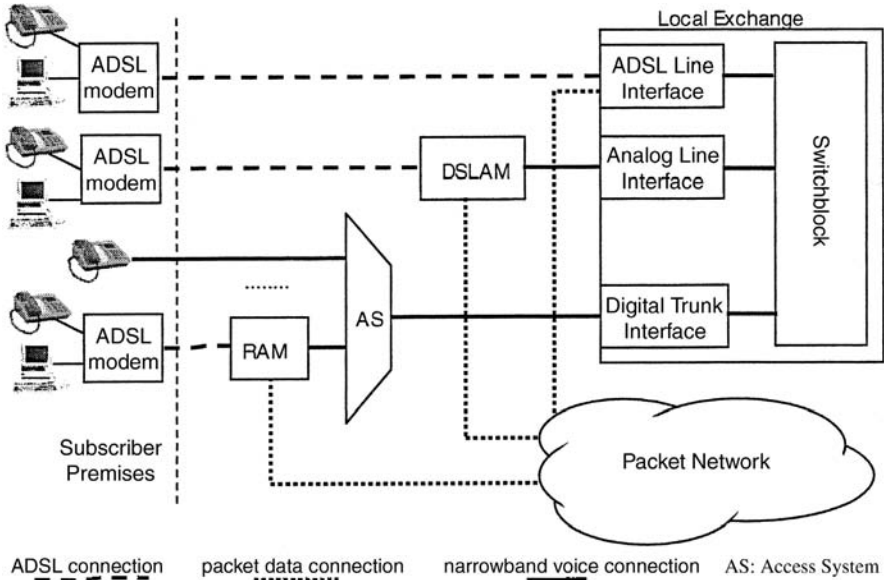 Local Exchange
ADSL
modem
ADSL Line
Interface
ADSL
modem
DSLAM
Analog Line
Interface
Switchblock
AS
Digital Trunk
Interface
ADSL
modem
RAM
Subscriber
Premises
Packet Network
ADSL connection
packet data connection
narrowband voice connection
AS: Access System